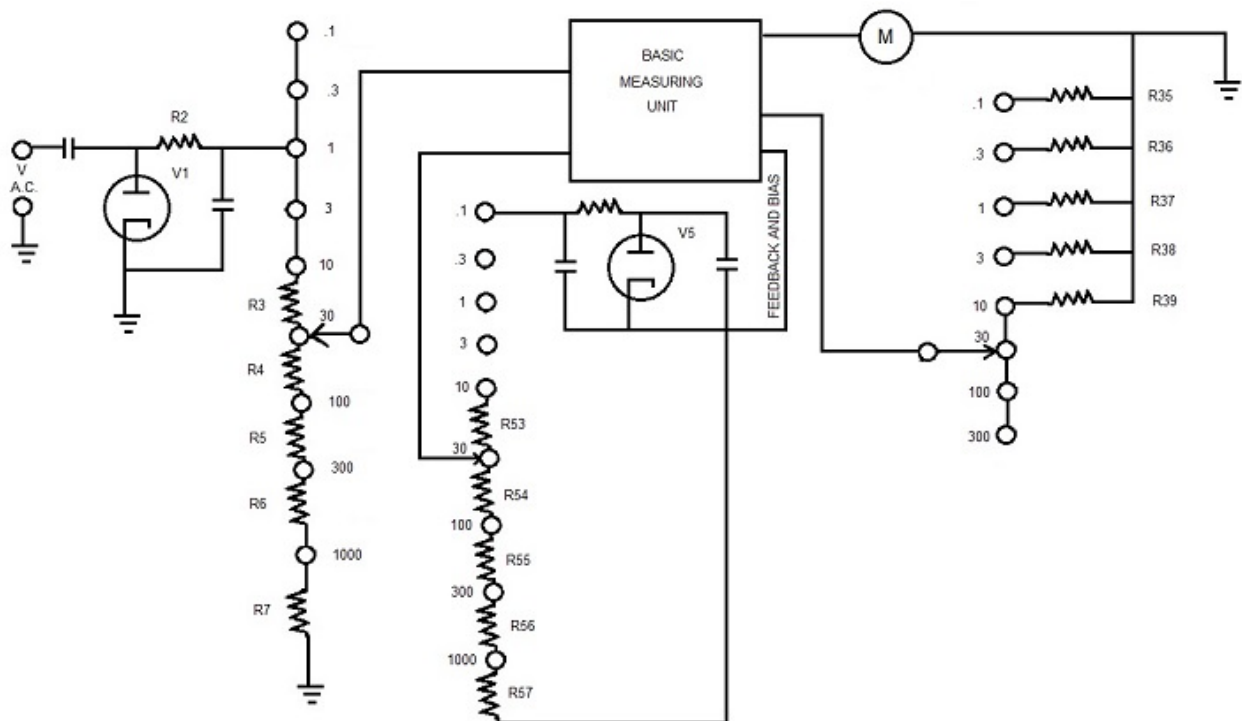 .1
.3
R2
1
V1
V
A.C.
3
10
R3
30
R4
100
R5
300
R6
1000
R7
BASIC
MEASURING
UNIT
M
FEEDBACK AND BIAS
.1
V5
.3
1
3
10
R53
30
R54
100
R55
300
R56
1000
R57
.1
R35
.3
R36
1
R37
3
R38
10
R39
30
100
300